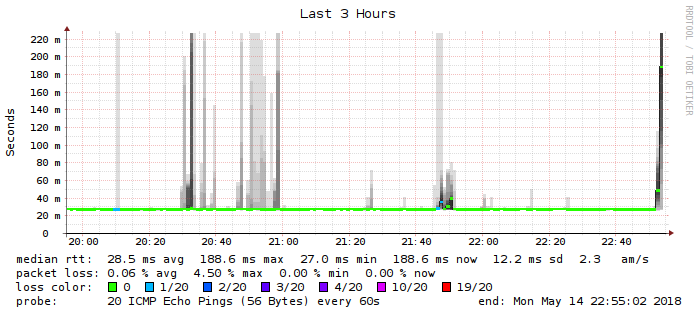 Last 3 Hours
RRDTOOL / TOBI OETIKER
Seconds
220 m
200 m
180 m
160 m
140 m
120 m
100 m
80 m
60 m
40 m
20 m
0
20:00 20:20 20:40 21:00 21:20 21:40 22:00 22:20 22:40
median rtt: 28.5 ms avg 188.6 ms max 27.0 ms min 188.6 ms now 12.2 ms sd 2.3 am/s
packet loss: 0.06 % avg 4.50 % max 0.00 % min 0.00 % now
loss color: 0 1/20 2/20 3/20 4/20 10/20 19/20
probe: 20 ICMP Echo Pings (56 Bytes) every 60s end: Mon May 14 22:55:02 2018